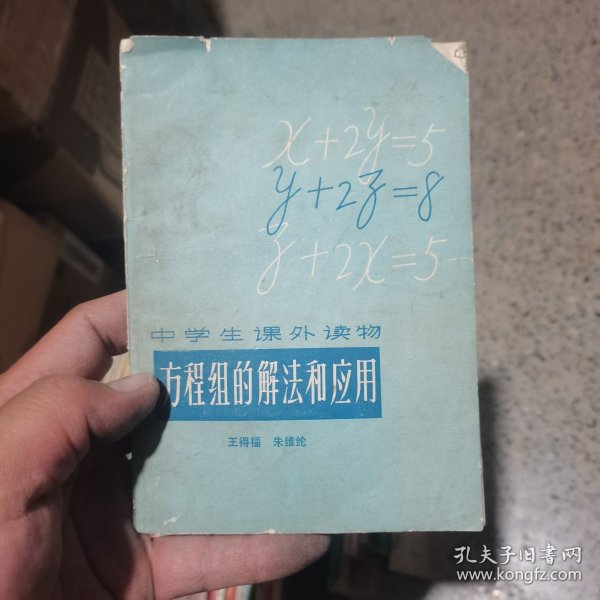 x+2y=5
y+2z=8
z+2x=5
中学生课外读物
方程组的解法和应用
王得福 朱维纶
孔夫子旧书网
www.kongfz.com